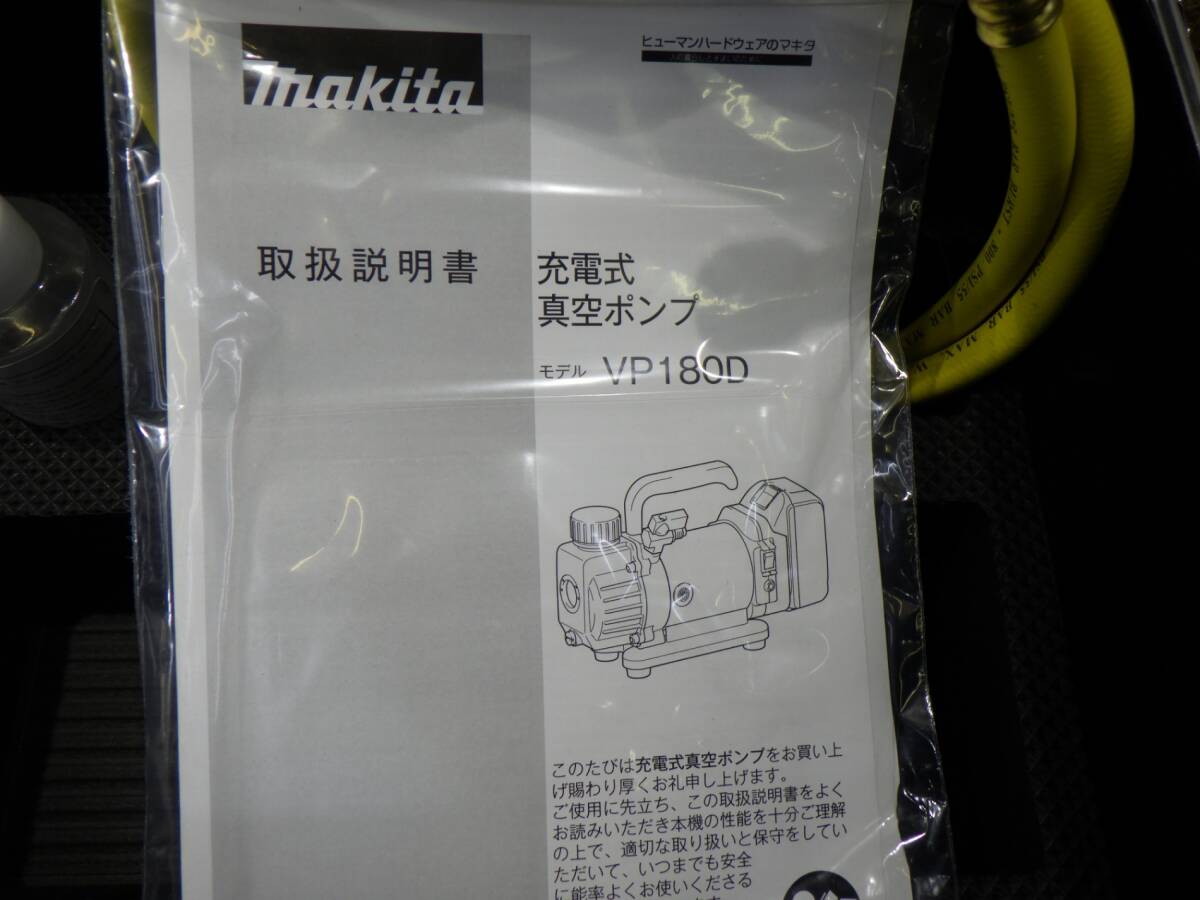 makita
ヒューマンハードウェアのマキタ
取扱説明書
充電式
真空ポンプ
モデル VP180D
このたびは充電式真空ポンプをお買い上
げ賜わり厚くお礼申し上げます。
ご使用に先立ち、この取扱説明書をよく
お読みいただき本機の性能を十分ご理解
の上で、適切な取り扱いと保守をしてい
ただいて、いつまでも安全
に能率よくお使いくださる
800 PSI/55 BAR MAX
BAR MAX